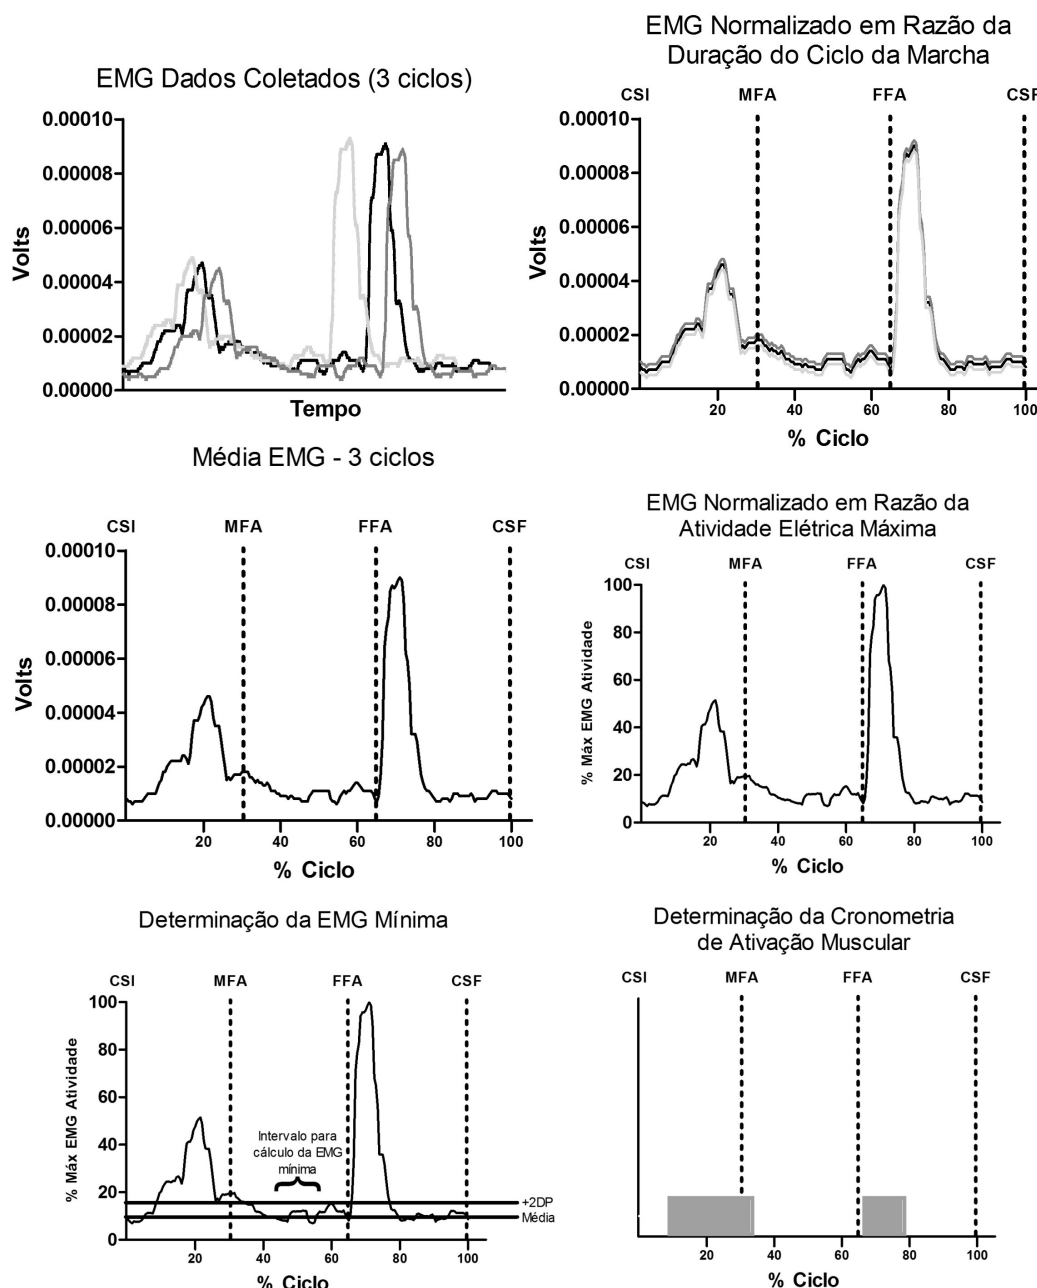 EMG Dados Coletados (3 ciclos)
0.00010
0.00008
0.00006
0.00004
0.00002
0.00000
Volts
Tempo
EMG Normalizado em Razão da
Duração do Ciclo da Marcha
CSI MFA FFA CSF
0.00010
0.00008
0.00006
0.00004
0.00002
0.00000
Volts
20 40 60 80 100
% Ciclo
Média EMG - 3 ciclos
CSI MFA FFA CSF
0.00010
0.00008
0.00006
0.00004
0.00002
0.00000
Volts
20 40 60 80 100
% Ciclo
EMG Normalizado em Razão da
Atividade Elétrica Máxima
CSI MFA FFA CSF
100
80
60
40
20
0
% Máx EMG Atividade
20 40 60 80 100
% Ciclo
Determinação da EMG Mínima
CSI MFA FFA CSF
100
80
60
40
20
0
% Máx EMG Atividade
Intervalo para
cálculo da EMG
mínima
+2DP
Média
20 40 60 80 100
% Ciclo
Determinação da Cronometria
de Ativação Muscular
CSI MFA FFA CSF
20 40 60 80 100
% Ciclo